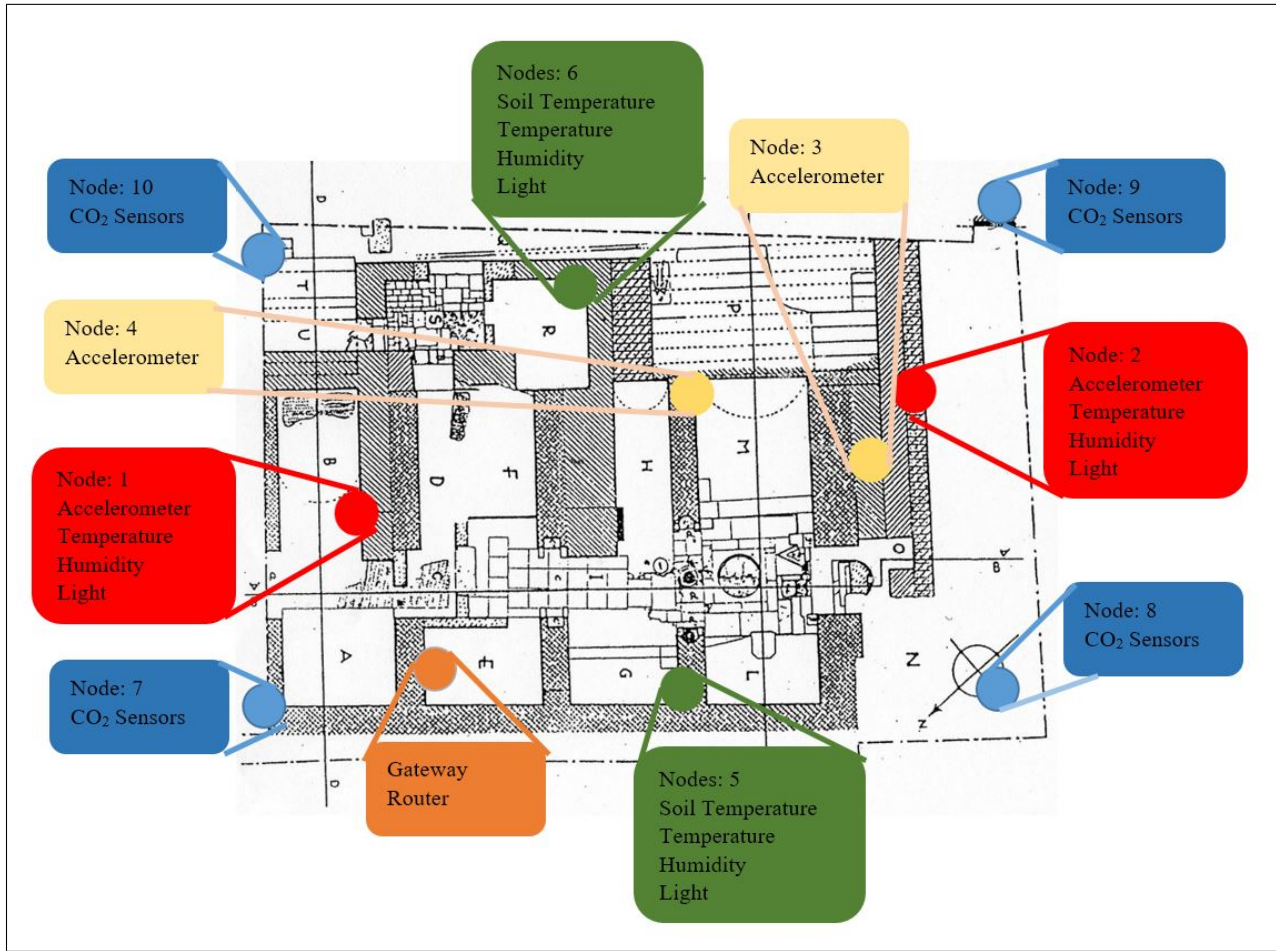 Nodes: 6
Soil Temperature
Temperature
Humidity
Light
Node: 3
Accelerometer
Node: 10
CO₂ Sensors
Node: 9
CO₂ Sensors
Node: 4
Accelerometer
Node: 2
Accelerometer
Temperature
Humidity
Light
Node: 1
Accelerometer
Temperature
Humidity
Light
Node: 8
CO₂ Sensors
Node: 7
CO₂ Sensors
Gateway
Router
Nodes: 5
Soil Temperature
Temperature
Humidity
Light
D
T
U
S
R
P
B
D
F
H
M
C
I
O
B
A
E
G
L
N
Z
D